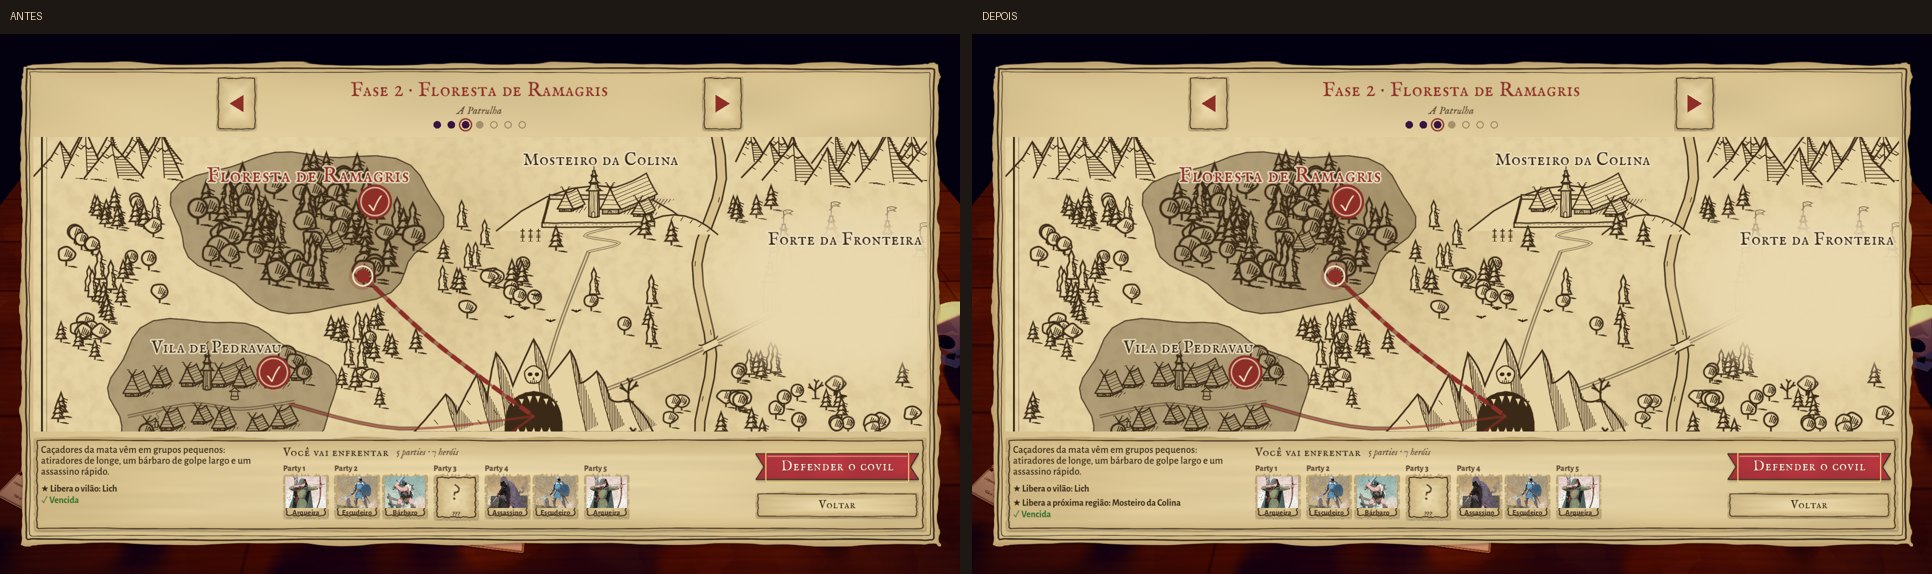 ANTES
Fase 2 · Floresta de Ramagris
A Patrulha
Floresta de Ramagris
Mosteiro da Colina
Forte da Fronteira
Vila de Pedravau
Caçadores da mata vêm em grupos pequenos:
atiradores de longe, um bárbaro de golpe largo e um
assassino rápido.
★ Libera o vilão: Lich
✓ Vencida
Você vai enfrentar 5 parties · 7 heróis
Party 1 Party 2 Party 3 Party 4 Party 5
?
Arqueira Escudeiro Bárbaro ??? Assassino Escudeiro Arqueira
Defender o covil
Voltar
DEPOIS
Fase 2 · Floresta de Ramagris
A Patrulha
Floresta de Ramagris
Mosteiro da Colina
Forte da Fronteira
Vila de Pedravau
Caçadores da mata vêm em grupos pequenos:
atiradores de longe, um bárbaro de golpe largo e um
assassino rápido.
★ Libera o vilão: Lich
★ Libera a próxima região: Mosteiro da Colina
✓ Vencida
Você vai enfrentar 5 parties · 7 heróis
Party 1 Party 2 Party 3 Party 4 Party 5
?
Arqueira Escudeiro Bárbaro ??? Assassino Escudeiro Arqueira
Defender o covil
Voltar